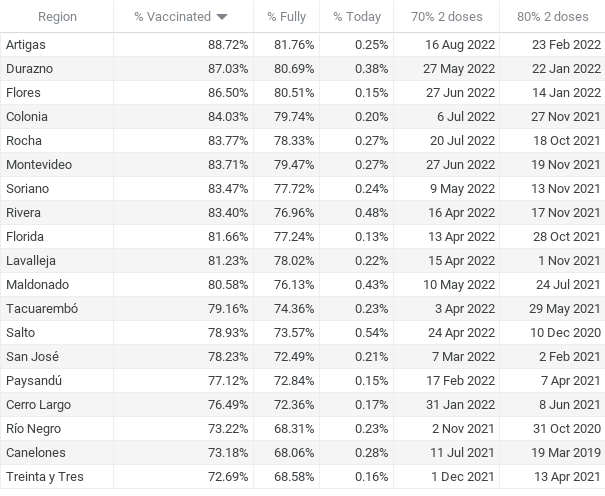 Region % Vaccinated % Fully % Today 70% 2 doses 80% 2 doses
Artigas 88.72% 81.76% 0.25% 16 Aug 2022 23 Feb 2022
Durazno 87.03% 80.69% 0.38% 27 May 2022 22 Jan 2022
Flores 86.50% 80.51% 0.15% 27 Jun 2022 14 Jan 2022
Colonia 84.03% 79.74% 0.20% 6 Jul 2022 27 Nov 2021
Rocha 83.77% 78.33% 0.27% 20 Jul 2022 18 Oct 2021
Montevideo 83.71% 79.47% 0.27% 27 Jun 2022 19 Nov 2021
Soriano 83.47% 77.72% 0.24% 9 May 2022 13 Nov 2021
Rivera 83.40% 76.96% 0.48% 16 Apr 2022 17 Nov 2021
Florida 81.66% 77.24% 0.13% 13 Apr 2022 28 Oct 2021
Lavalleja 81.23% 78.02% 0.22% 15 Apr 2022 1 Nov 2021
Maldonado 80.58% 76.13% 0.43% 10 May 2022 24 Jul 2021
Tacuarembó 79.16% 74.36% 0.23% 3 Apr 2022 29 May 2021
Salto 78.93% 73.57% 0.54% 24 Apr 2022 10 Dec 2020
San José 78.23% 72.49% 0.21% 7 Mar 2022 2 Feb 2021
Paysandú 77.12% 72.84% 0.15% 17 Feb 2022 7 Apr 2021
Cerro Largo 76.49% 72.36% 0.17% 31 Jan 2022 8 Jun 2021
Río Negro 73.22% 68.31% 0.23% 2 Nov 2021 31 Oct 2020
Canelones 73.18% 68.06% 0.28% 11 Jul 2021 19 Mar 2019
Treinta y Tres 72.69% 68.58% 0.16% 1 Dec 2021 13 Apr 2021